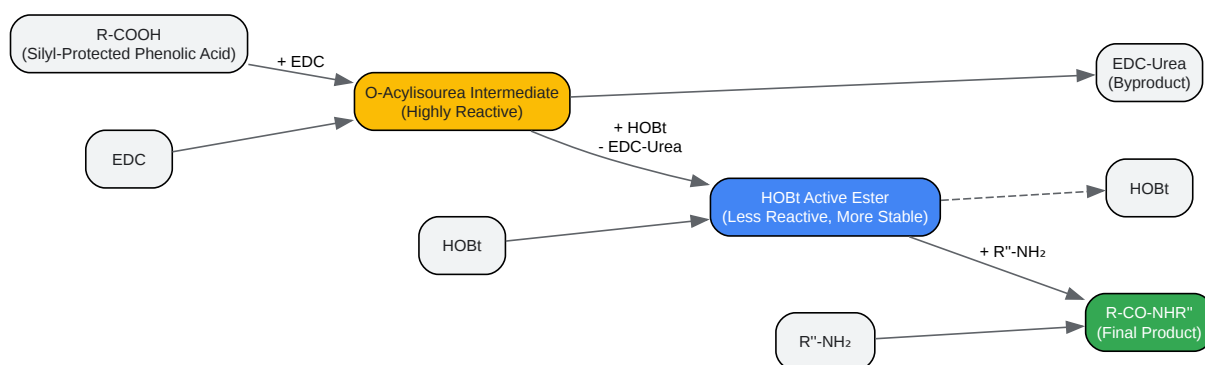 R-COOH
(Silyl-Protected Phenolic Acid)
+ EDC
EDC
O-Acylisourea Intermediate
(Highly Reactive)
EDC-Urea
(Byproduct)
+ HOBt
- EDC-Urea
HOBt
HOBt Active Ester
(Less Reactive, More Stable)
HOBt
+ R''-NH₂
R''-NH₂
R-CO-NHR''
(Final Product)